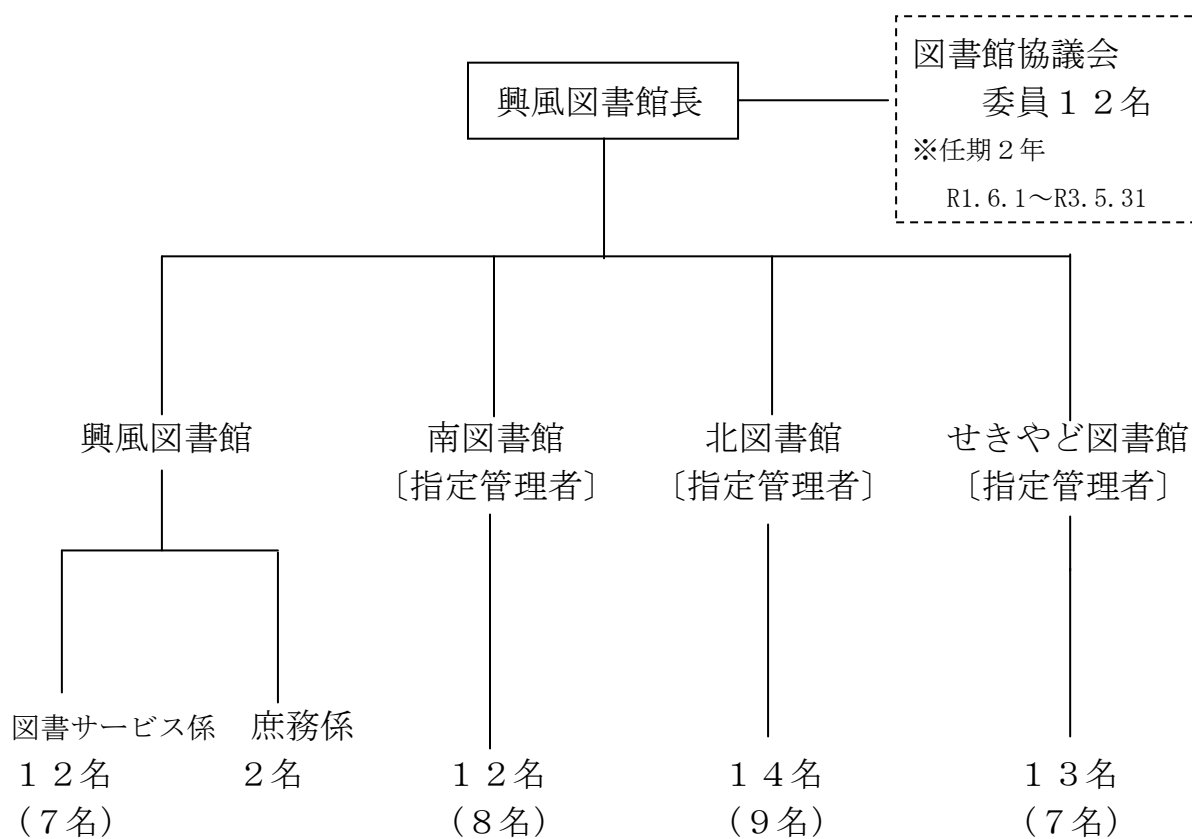 図書館協議会
委員１２名
※任期２年
R1.6.1～R3.5.31
興風図書館長
興風図書館
南図書館
〔指定管理者〕
北図書館
〔指定管理者〕
せきやど図書館
〔指定管理者〕
図書サービス係
１２名
（７名）
庶務係
２名
１２名
（８名）
１４名
（９名）
１３名
（７名）